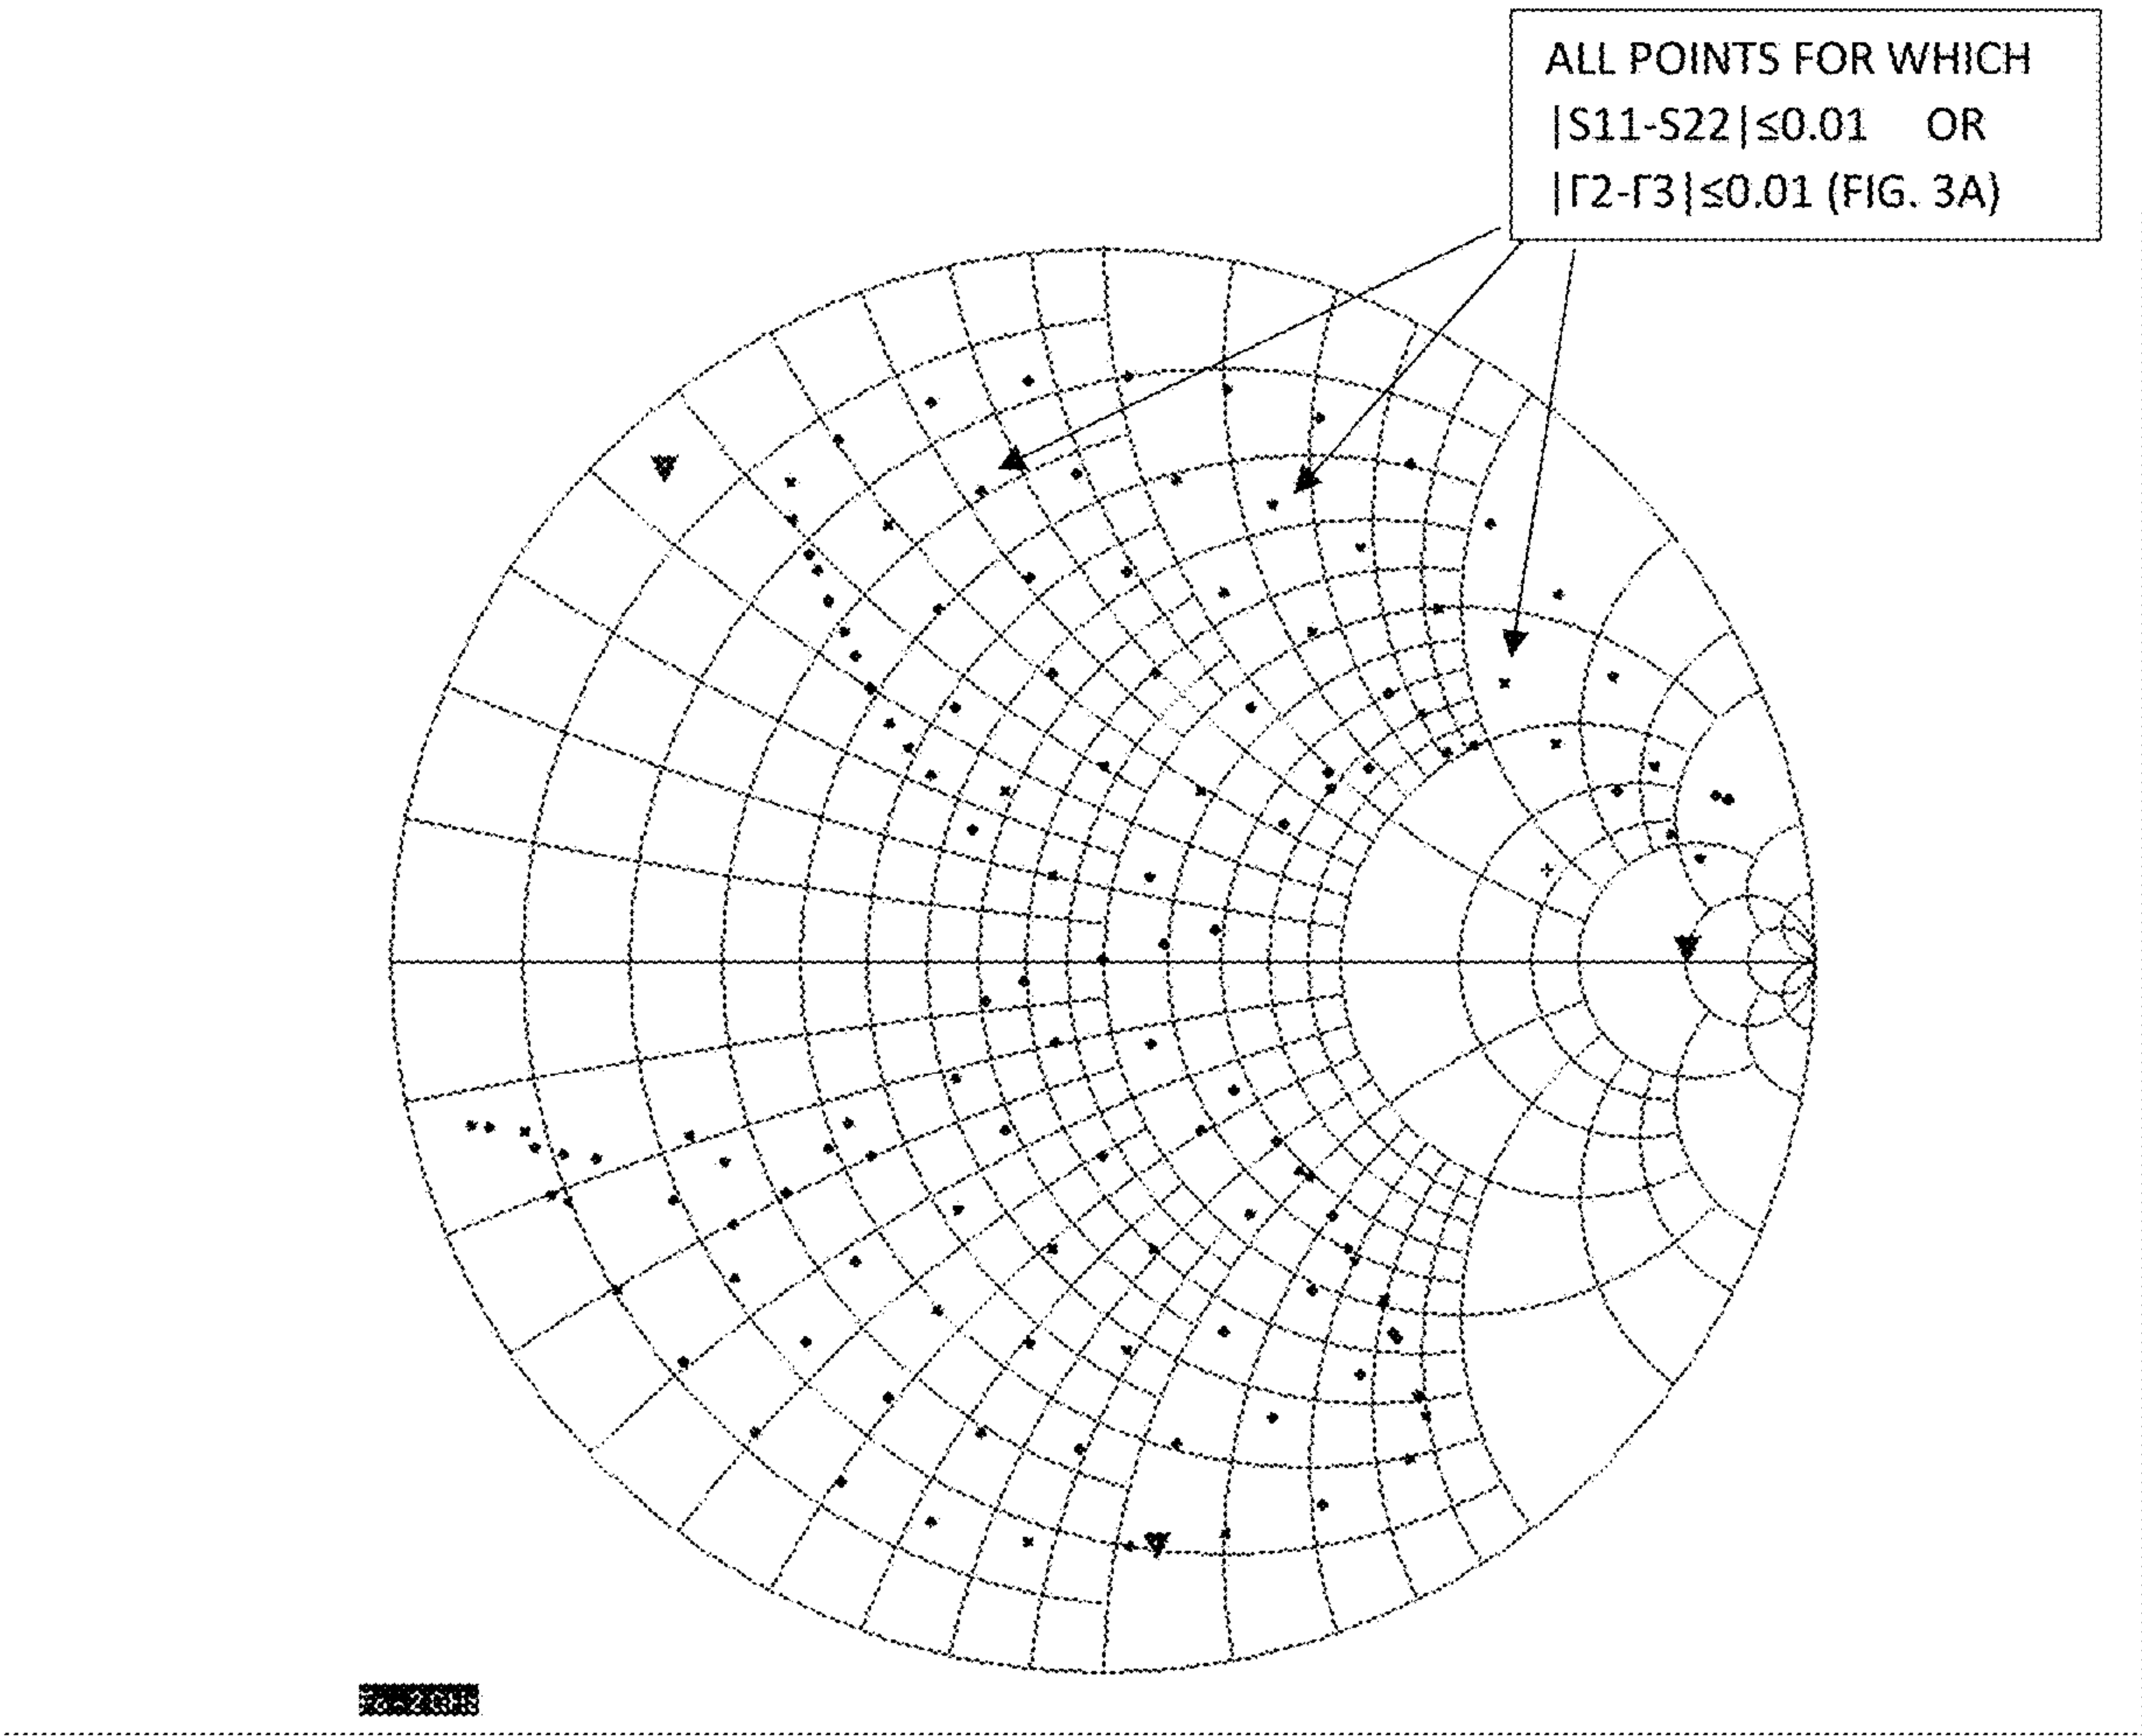 ALL POINTS FOR WHICH
|S11-S22|≤0.01 OR
|Γ2-Γ3|≤0.01 (FIG. 3A)